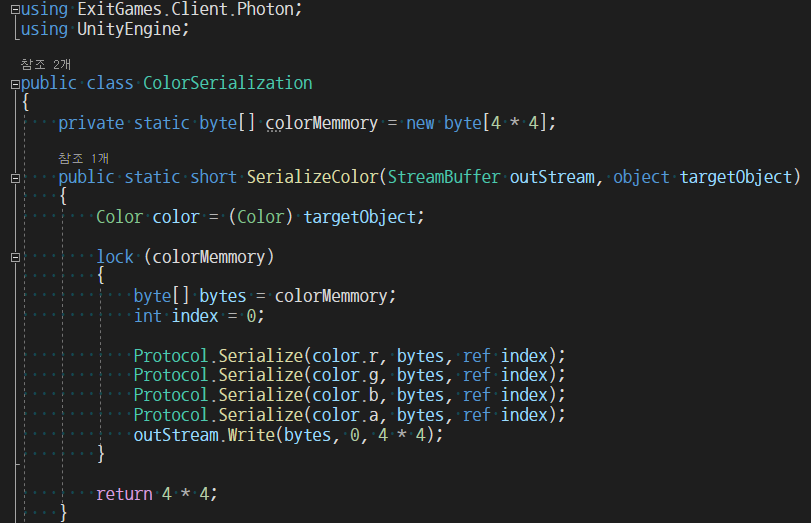 using ExitGames.Client.Photon;
using UnityEngine;
참조 2개
public class ColorSerialization
{
private static byte[] colorMemmory = new byte[4 * 4];
참조 1개
public static short SerializeColor(StreamBuffer outStream, object targetObject)
{
Color color = (Color) targetObject;
lock (colorMemmory)
{
byte[] bytes = colorMemmory;
int index = 0;
Protocol.Serialize(color.r, bytes, ref index);
Protocol.Serialize(color.g, bytes, ref index);
Protocol.Serialize(color.b, bytes, ref index);
Protocol.Serialize(color.a, bytes, ref index);
outStream.Write(bytes, 0, 4 * 4);
}
return 4 * 4;
}